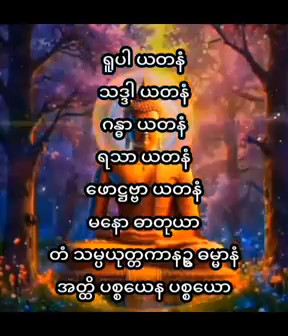 ရူပါ ယတနံ
သဒ္ဒါ ယတနံ
ဂန္ဓာ ယတနံ
ရသာ ယတနံ
ဖောဋ္ဌဗ္ဗာ ယတနံ
မနော ဓာတုယာ
တံ သမ္ပယုတ္တကာနဉ္စ ဓမ္မာနံ
အတ္ထိ ပစ္စယေန ပစ္စယော